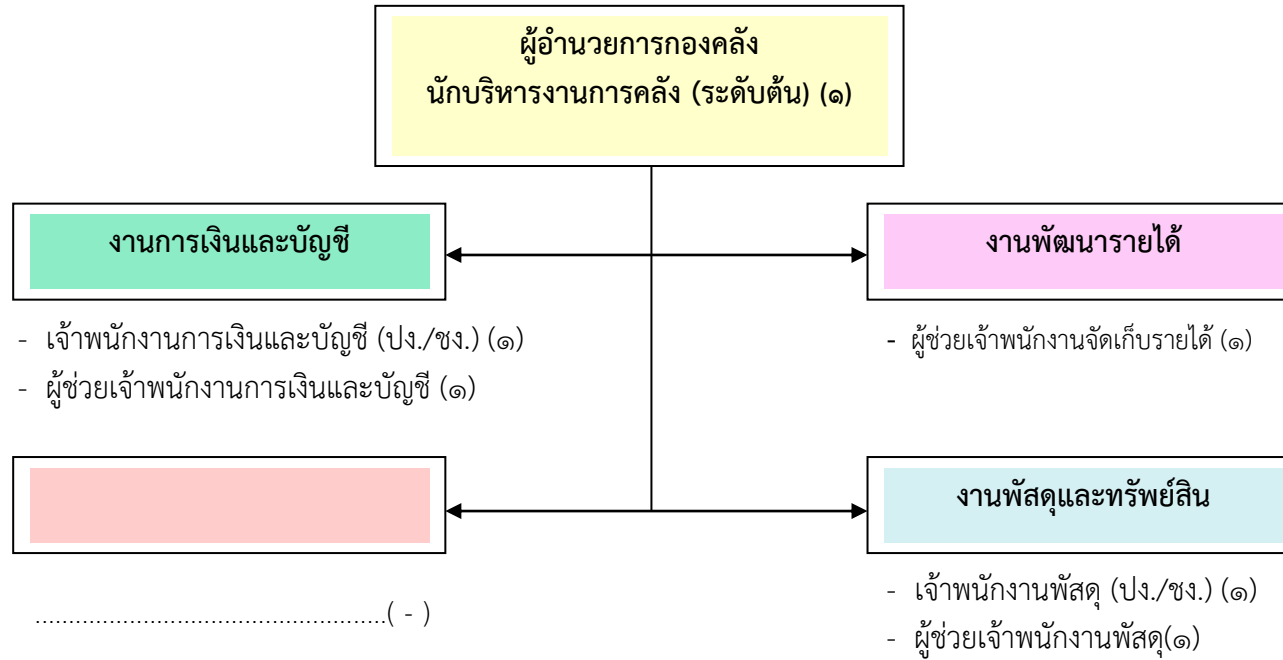 ผู้อำนวยการกองคลัง
นักบริหารงานการคลัง (ระดับต้น) (๑)
งานการเงินและบัญชี
- เจ้าพนักงานการเงินและบัญชี (ปง./ชง.) (๑)
- ผู้ช่วยเจ้าพนักงานการเงินและบัญชี (๑)
งานพัฒนารายได้
- ผู้ช่วยเจ้าพนักงานจัดเก็บรายได้ (๑)
....................................................( - )
งานพัสดุและทรัพย์สิน
- เจ้าพนักงานพัสดุ (ปง./ชง.) (๑)
- ผู้ช่วยเจ้าพนักงานพัสดุ(๑)